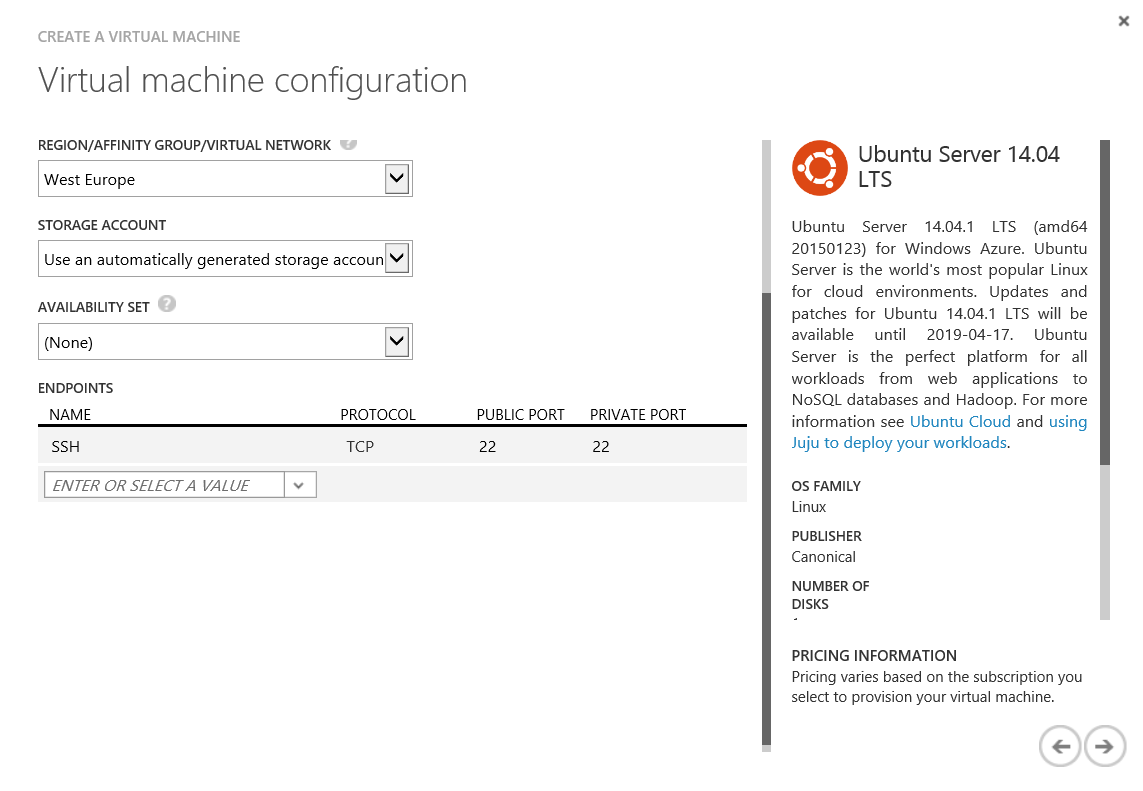 CREATE A VIRTUAL MACHINE
Virtual machine configuration
REGION/AFFINITY GROUP/VIRTUAL NETWORK ?
West Europe
STORAGE ACCOUNT
Use an automatically generated storage accoun
AVAILABILITY SET ?
(None)
ENDPOINTS
NAME PROTOCOL PUBLIC PORT PRIVATE PORT
SSH TCP 22 22
ENTER OR SELECT A VALUE
Ubuntu Server 14.04
LTS
Ubuntu Server 14.04.1 LTS (amd64
20150123) for Windows Azure. Ubuntu
Server is the world's most popular Linux
for cloud environments. Updates and
patches for Ubuntu 14.04.1 LTS will be
available until 2019-04-17. Ubuntu
Server is the perfect platform for all
workloads from web applications to
NoSQL databases and Hadoop. For more
information see Ubuntu Cloud and using
Juju to deploy your workloads.
OS FAMILY
Linux
PUBLISHER
Canonical
NUMBER OF
DISKS
PRICING INFORMATION
Pricing varies based on the subscription you
select to provision your virtual machine.